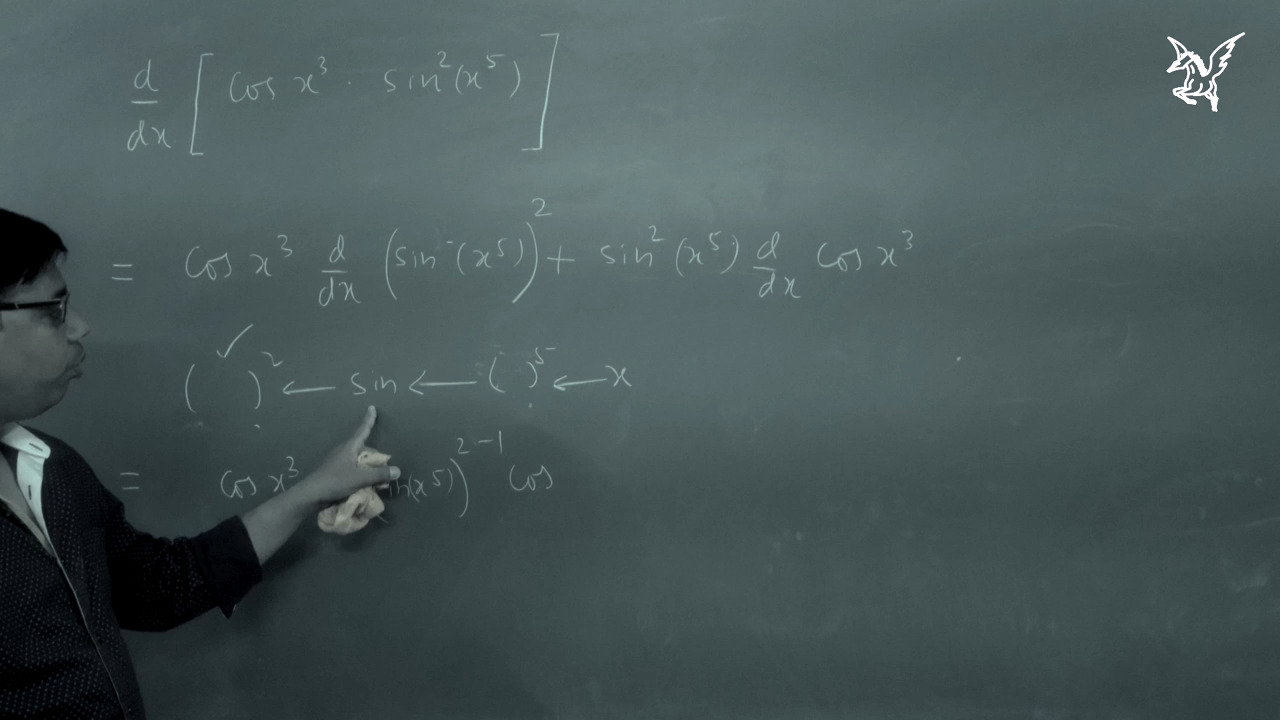 d/dx [ cos x³ · sin²(x⁵) ]
= cos x³ d/dx (sin (x⁵))² + sin²(x⁵) d/dx cos x³
( )² ← sin ← ( )⁵ ← x
= cos x³ in(x⁵))²⁻¹ cos